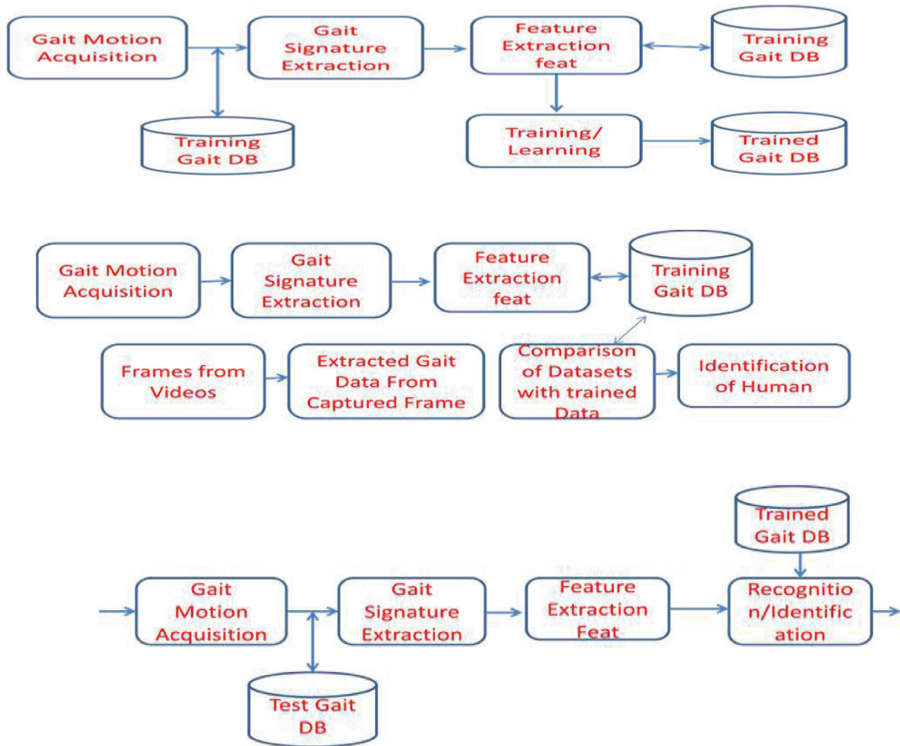 Gait Motion
Acquisition
Gait
Signature
Extraction
Feature
Extraction
feat
Training
Gait DB
Training
Gait DB
Training/
Learning
Trained
Gait DB
Gait Motion
Acquisition
Gait
Signature
Extraction
Feature
Extraction
feat
Training
Gait DB
Frames from
Videos
Extracted Gait
Data From
Captured Frame
Comparison
of Datasets
with trained
Data
Identification
of Human
Trained
Gait DB
Gait
Motion
Acquisition
Gait
Signature
Extraction
Feature
Extraction
Feat
Recognitio
n/Identific
ation
Test Gait
DB